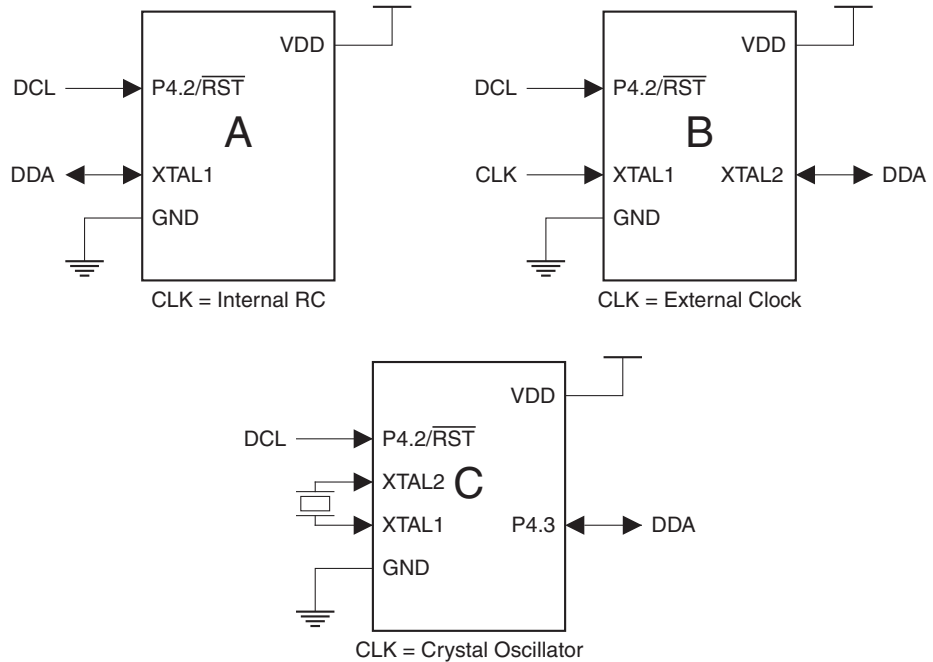 VDD
DCL
P4.2/RST
A
DDA
XTAL1
GND
CLK = Internal RC
VDD
DCL
P4.2/RST
B
CLK
XTAL1
XTAL2
DDA
GND
CLK = External Clock
VDD
DCL
P4.2/RST
XTAL2
C
XTAL1
P4.3
DDA
GND
CLK = Crystal Oscillator